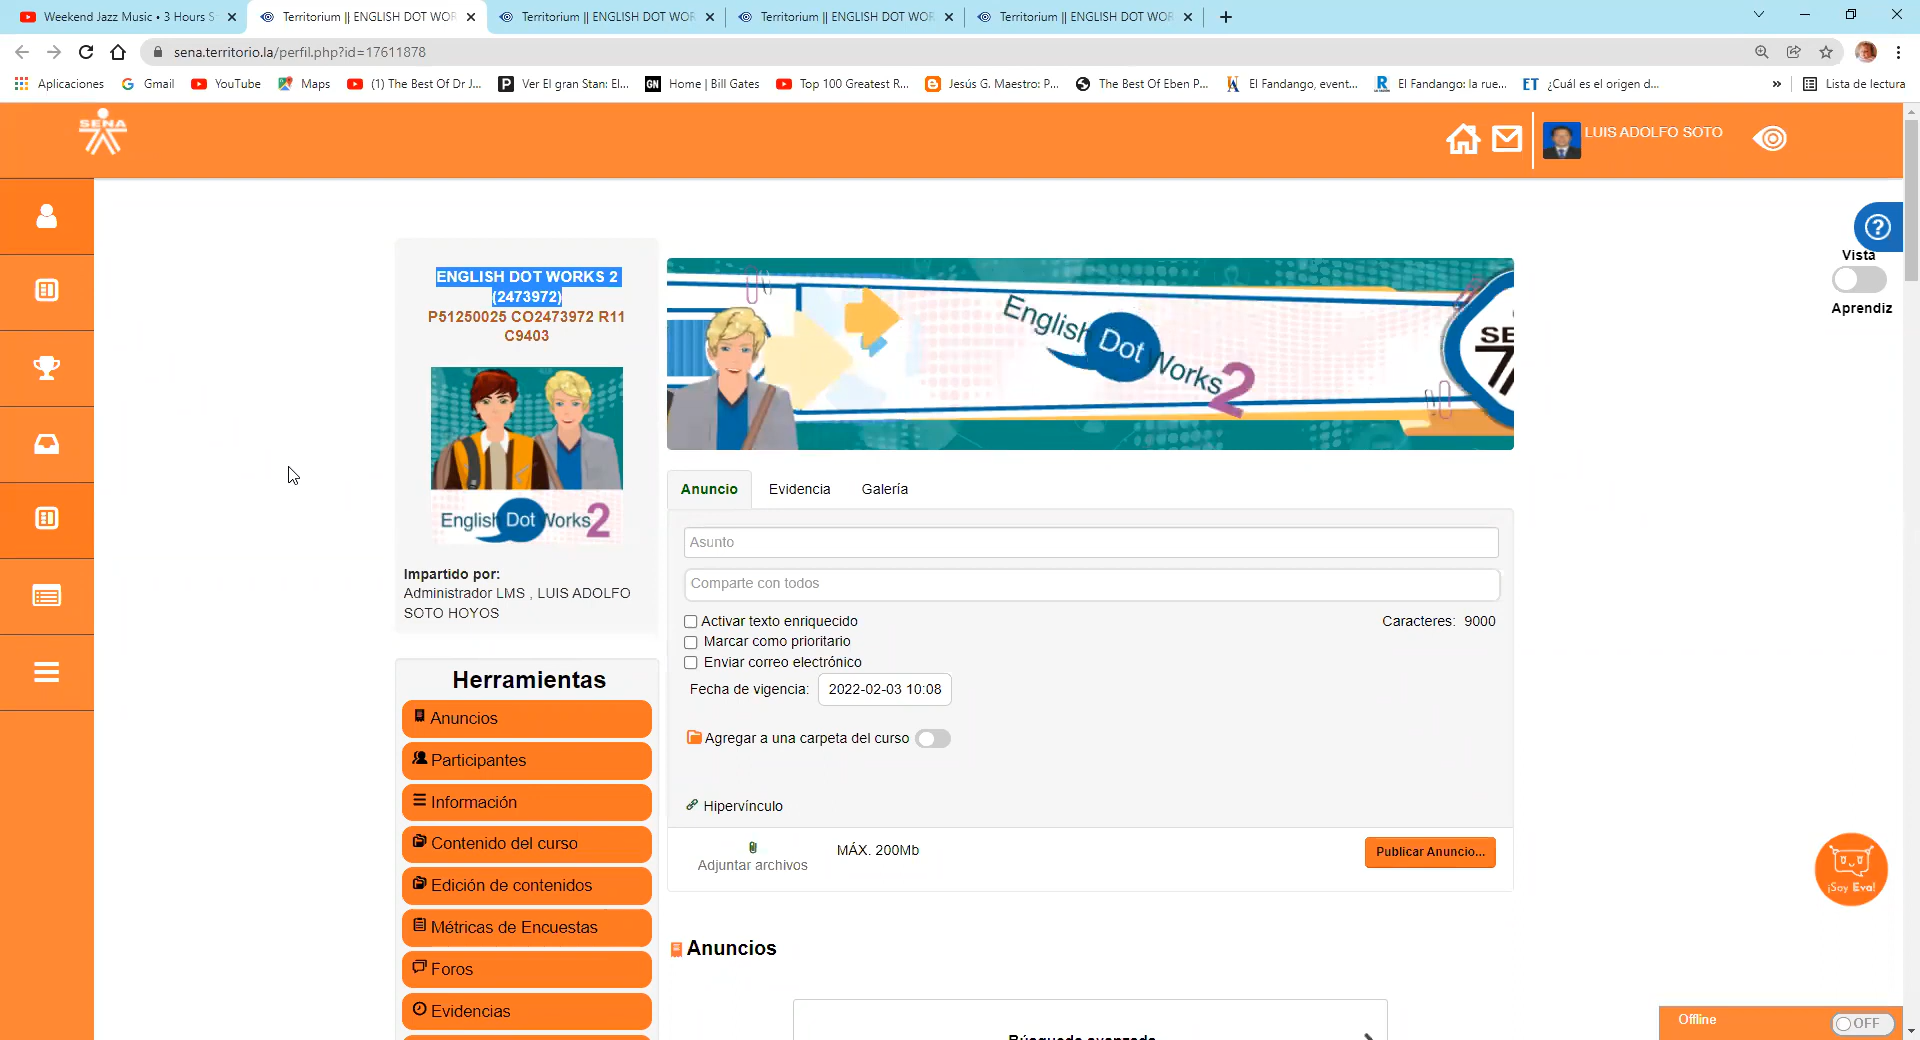 Weekend Jazz Music • 3 Hours S
Territorium || ENGLISH DOT WOR
Territorium || ENGLISH DOT WOR
Territorium || ENGLISH DOT WOR
Territorium || ENGLISH DOT WOR
sena.territorio.la/perfil.php?id=17611878
Aplicaciones
Gmail
YouTube
Maps
(1) The Best Of Dr J...
Ver El gran Stan: El...
Home | Bill Gates
Top 100 Greatest R...
Jesús G. Maestro: P...
The Best Of Eben P...
El Fandango, event...
El Fandango: la rue...
ET ¿Cuál es el origen d...
»
Lista de lectura
SENA
LUIS ADOLFO SOTO
?
Vista
Aprendiz
ENGLISH DOT WORKS 2
(2473972)
P51250025 CO2473972 R11
C9403
English Dot Works 2
Impartido por:
Administrador LMS , LUIS ADOLFO
SOTO HOYOS
English Dot Works 2
SE
Anuncio
Evidencia
Galería
Asunto
Comparte con todos
Activar texto enriquecido
Caracteres: 9000
Marcar como prioritario
Enviar correo electrónico
Fecha de vigencia: 2022-02-03 10:08
Agregar a una carpeta del curso
Hipervínculo
Adjuntar archivos
MÁX. 200Mb
Publicar Anuncio...
Herramientas
Anuncios
Participantes
Información
Contenido del curso
Edición de contenidos
Métricas de Encuestas
Foros
Evidencias
Anuncios
Búsqueda avanzada
¡Soy Eva!
Offline
OFF